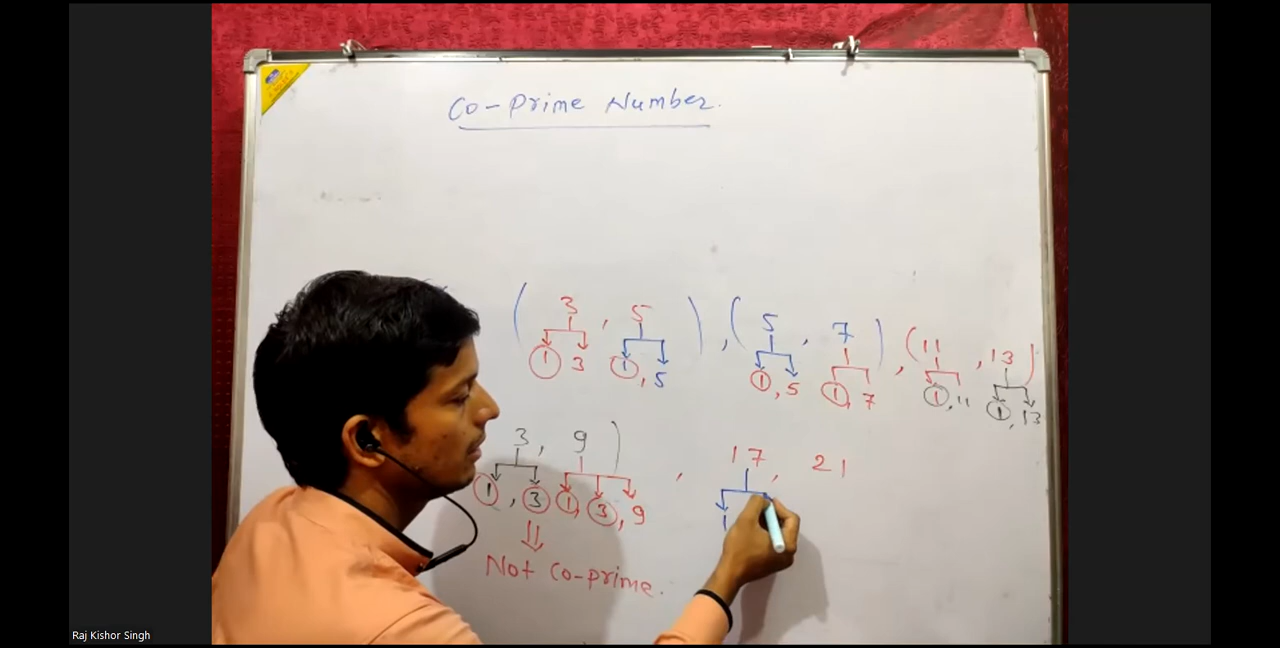 Co-Prime Number.
( 3 , 5 ) , ( 5 , 7 ) , ( 11 , 13 )
1 3 1 , 5 1 , 5 1 , 7 1 , 11 1 , 13
3 , 9 ) , 17 , 21
1 , 3 1 , 3 , 9 1
Not Co-prime.
Raj Kishor Singh